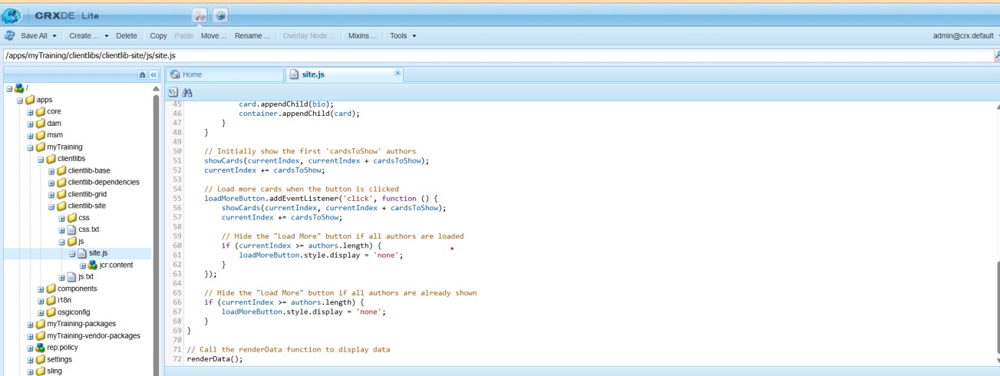 CRXDE Lite
Save All Create ... Delete Copy Paste Move ... Rename ... Overlay Node ... Mixins ... Tools admin@crx.default
/apps/myTraining/clientlibs/clientlib-site/js/site.js
Home site.js
/
apps
core
dam
msm
myTraining
clientlibs
clientlib-base
clientlib-dependencies
clientlib-grid
clientlib-site
css
css.txt
js
site.js
jcr:content
js.txt
components
i18n
osgiconfig
myTraining-packages
myTraining-vendor-packages
rep:policy
settings
sling
45 card.appendChild(bio);
46 container.appendChild(card);
47 }
48 }
49
50 // Initially show the first 'cardsToShow' authors
51 showCards(currentIndex, currentIndex + cardsToShow);
52 currentIndex += cardsToShow;
53
54 // Load more cards when the button is clicked
55 loadMoreButton.addEventListener('click', function () {
56 showCards(currentIndex, currentIndex + cardsToShow);
57 currentIndex += cardsToShow;
58
59 // Hide the "Load More" button if all authors are loaded
60 if (currentIndex >= authors.length) {
61 loadMoreButton.style.display = 'none';
62 }
63 });
64
65 // Hide the "Load More" button if all authors are already shown
66 if (currentIndex >= authors.length) {
67 loadMoreButton.style.display = 'none';
68 }
69 }
70
71 // Call the renderData function to display data
72 renderData();